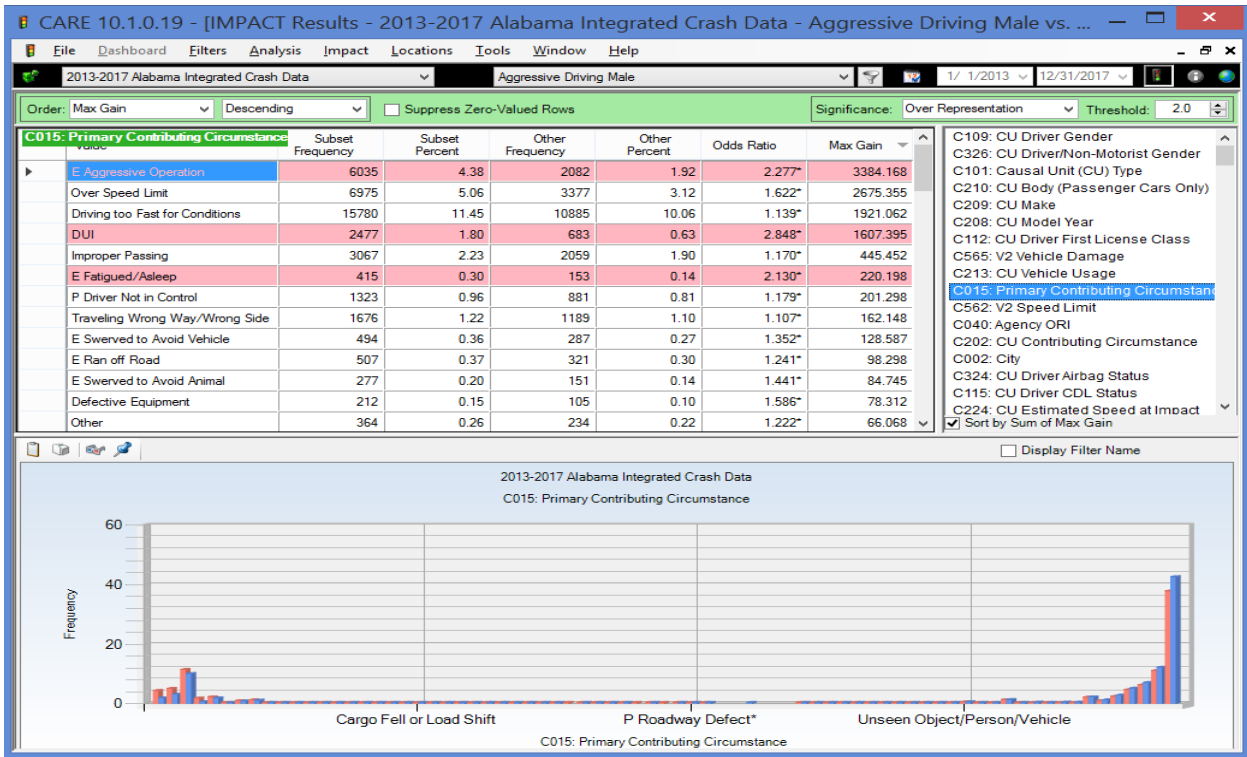 CARE 10.1.0.19 - [IMPACT Results - 2013-2017 Alabama Integrated Crash Data - Aggressive Driving Male vs. ...
File Dashboard Filters Analysis Impact Locations Tools Window Help
2013-2017 Alabama Integrated Crash Data Aggressive Driving Male 1/ 1/2013 12/31/2017
Order: Max Gain Descending Suppress Zero-Valued Rows Significance: Over Representation Threshold: 2.0
C015: Primary Contributing Circumstance Subset Frequency Subset Percent Other Frequency Other Percent Odds Ratio Max Gain
E Aggressive Operation 6035 4.38 2082 1.92 2.277* 3384.168
Over Speed Limit 6975 5.06 3377 3.12 1.622* 2675.355
Driving too Fast for Conditions 15780 11.45 10885 10.06 1.139* 1921.062
DUI 2477 1.80 683 0.63 2.848* 1607.395
Improper Passing 3067 2.23 2059 1.90 1.170* 445.452
E Fatigued/Asleep 415 0.30 153 0.14 2.130* 220.198
P Driver Not in Control 1323 0.96 881 0.81 1.179* 201.298
Traveling Wrong Way/Wrong Side 1676 1.22 1189 1.10 1.107* 162.148
E Swerved to Avoid Vehicle 494 0.36 287 0.27 1.352* 128.587
E Ran off Road 507 0.37 321 0.30 1.241* 98.298
E Swerved to Avoid Animal 277 0.20 151 0.14 1.441* 84.745
Defective Equipment 212 0.15 105 0.10 1.586* 78.312
Other 364 0.26 234 0.22 1.222* 66.068
C109: CU Driver Gender
C326: CU Driver/Non-Motorist Gender
C101: Causal Unit (CU) Type
C210: CU Body (Passenger Cars Only)
C209: CU Make
C208: CU Model Year
C112: CU Driver First License Class
C565: V2 Vehicle Damage
C213: CU Vehicle Usage
C015: Primary Contributing Circumstanc
C562: V2 Speed Limit
C040: Agency ORI
C202: CU Contributing Circumstance
C002: City
C324: CU Driver Airbag Status
C115: CU Driver CDL Status
C224: CU Estimated Speed at Impact
Sort by Sum of Max Gain
Display Filter Name
2013-2017 Alabama Integrated Crash Data
C015: Primary Contributing Circumstance
60
40
20
0
Frequency
Cargo Fell or Load Shift P Roadway Defect* Unseen Object/Person/Vehicle
C015: Primary Contributing Circumstance